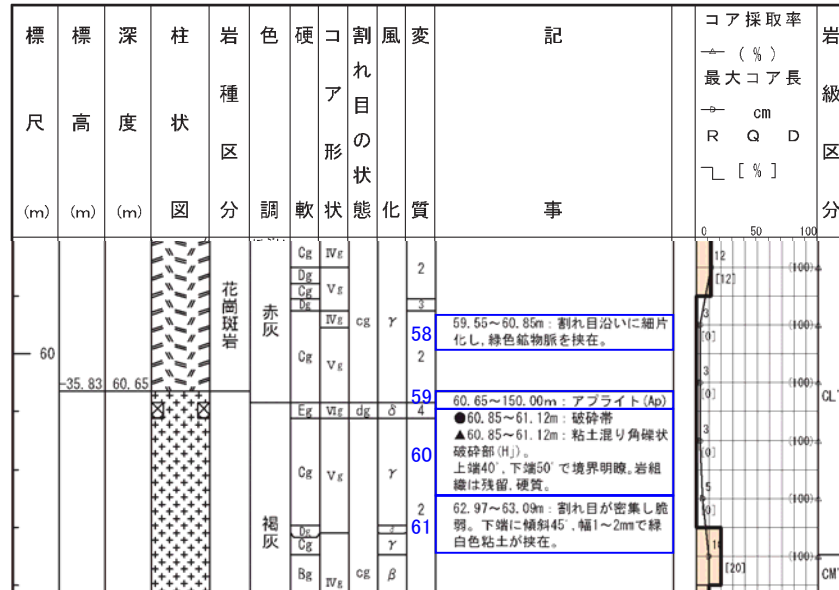 標尺(m)
標高(m)
深度(m)
柱状図
岩種区分
色調
硬軟
コア形状
割れ目の状態
風化
変質
記事
コア採取率
(%)
最大コア長
cm
R Q D
[%]
岩級区分
0 50 100
Cg
Dg
Cg
Dg
Cg
Eg
Cg
Dg
Cg
Bg
Ⅳg
Ⅴg
Ⅳg
Ⅴg
Ⅵg
Ⅴg
Ⅳg
cg
dg
cg
γ
δ
γ
γ
β
2
3
2
4
2
花崗斑岩
赤灰
褐灰
60
-35.83 60.65
58
59.55~60.85m:割れ目沿いに細片
化し,緑色鉱物脈を挟在。
59
60.65~150.00m:アプライト(Ap)
60
●60.85~61.12m:破砕帯
▲60.85~61.12m:粘土混り角礫状
破砕部(Hj)。
上端40°,下端50°で境界明瞭。岩組
織は残留,硬質。
61
62.97~63.09m:割れ目が密集し脆
弱。下端に傾斜45°,幅1~2mmで緑
白色粘土が挟在。
12
[12]
(100)
3
[0]
(100)
3
[0]
(100)
3
[0]
(100)
5
[0]
(100)
[20]
(100)
CL
CM